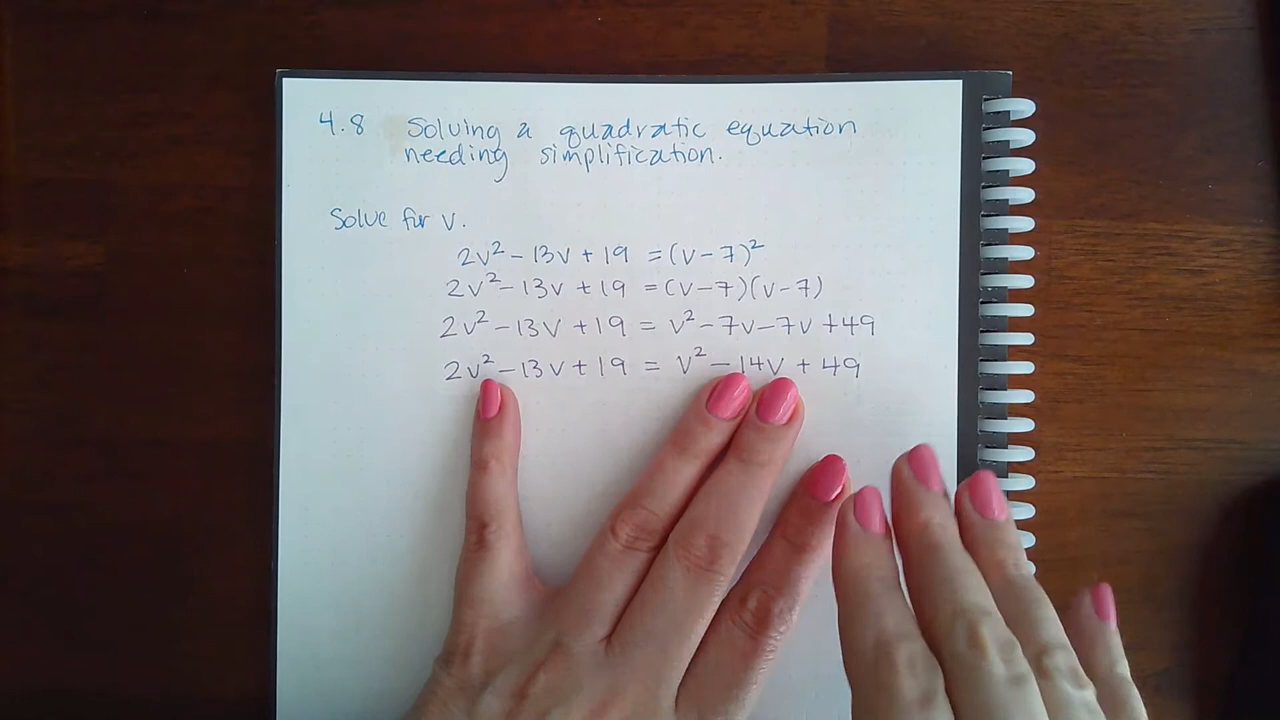 4.8 Solving a quadratic equation
needing simplification.
Solve for v.
2v² - 13v + 19 = (v - 7)²
2v² - 13v + 19 = (v - 7)(v - 7)
2v² - 13v + 19 = v² - 7v - 7v + 49
2v² - 13v + 19 = v² - 14v + 49